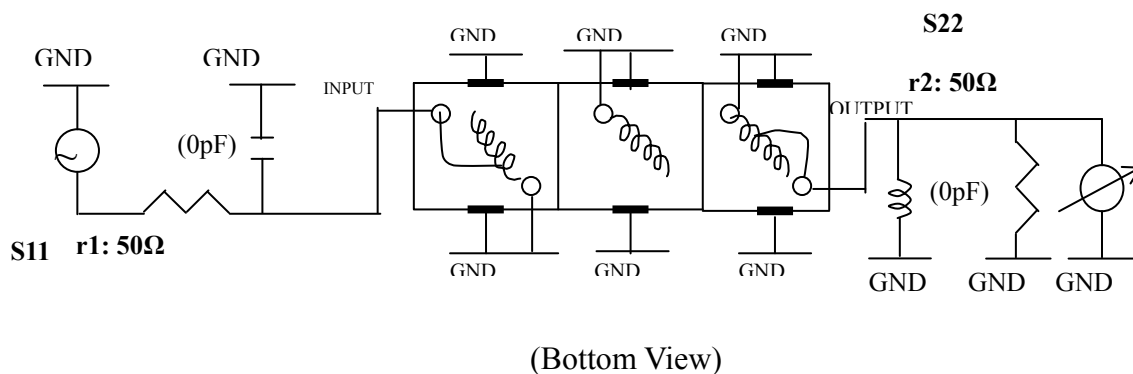 S22
GND
GND
GND
GND
GND
r2: 50Ω
INPUT
OUTPUT
(0pF)
(0pF)
S11
r1: 50Ω
GND
GND
GND
GND
GND
GND
(Bottom View)